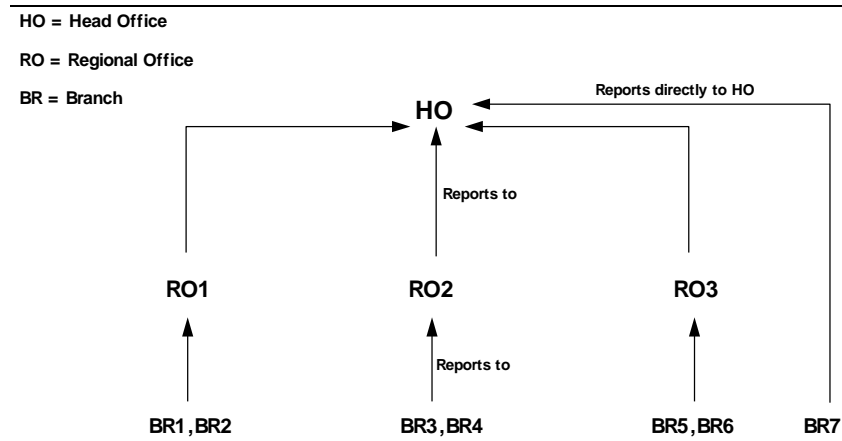 HO = Head Office
RO = Regional Office
BR = Branch
Reports directly to HO
HO
Reports to
RO1 RO2 RO3
Reports to
BR1,BR2 BR3,BR4 BR5,BR6 BR7